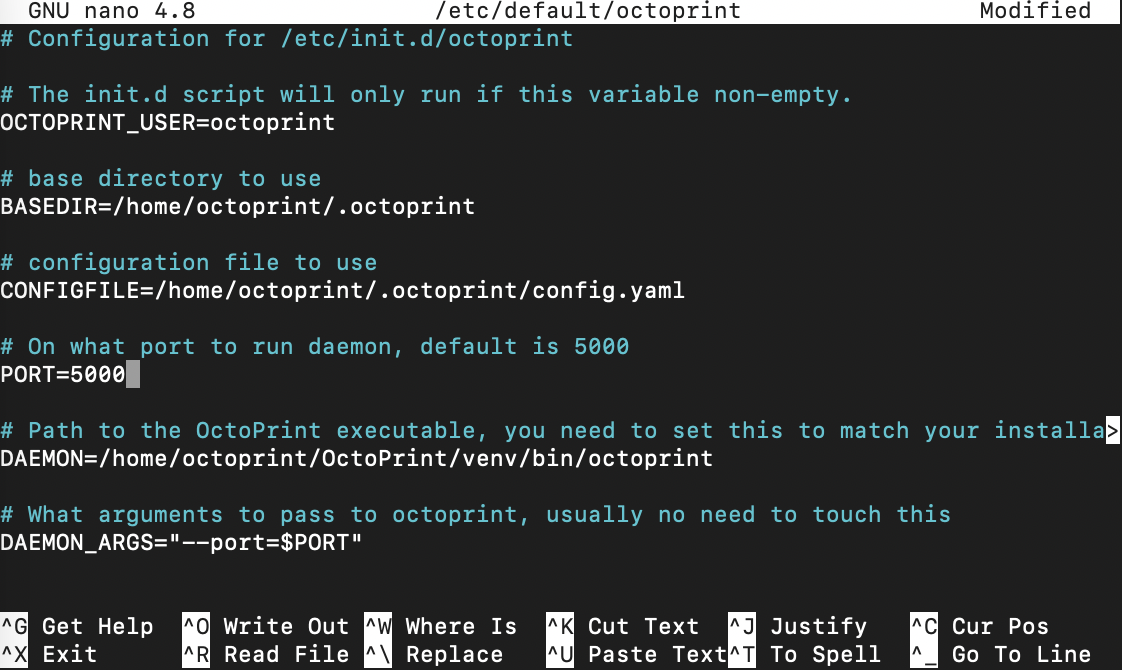 GNU nano 4.8 /etc/default/octoprint Modified
# Configuration for /etc/init.d/octoprint
# The init.d script will only run if this variable non-empty.
OCTOPRINT_USER=octoprint
# base directory to use
BASEDIR=/home/octoprint/.octoprint
# configuration file to use
CONFIGFILE=/home/octoprint/.octoprint/config.yaml
# On what port to run daemon, default is 5000
PORT=5000
# Path to the OctoPrint executable, you need to set this to match your installa>
DAEMON=/home/octoprint/OctoPrint/venv/bin/octoprint
# What arguments to pass to octoprint, usually no need to touch this
DAEMON_ARGS="--port=$PORT"
^G Get Help ^O Write Out ^W Where Is ^K Cut Text ^J Justify ^C Cur Pos
^X Exit ^R Read File ^\ Replace ^U Paste Text ^T To Spell ^_ Go To Line